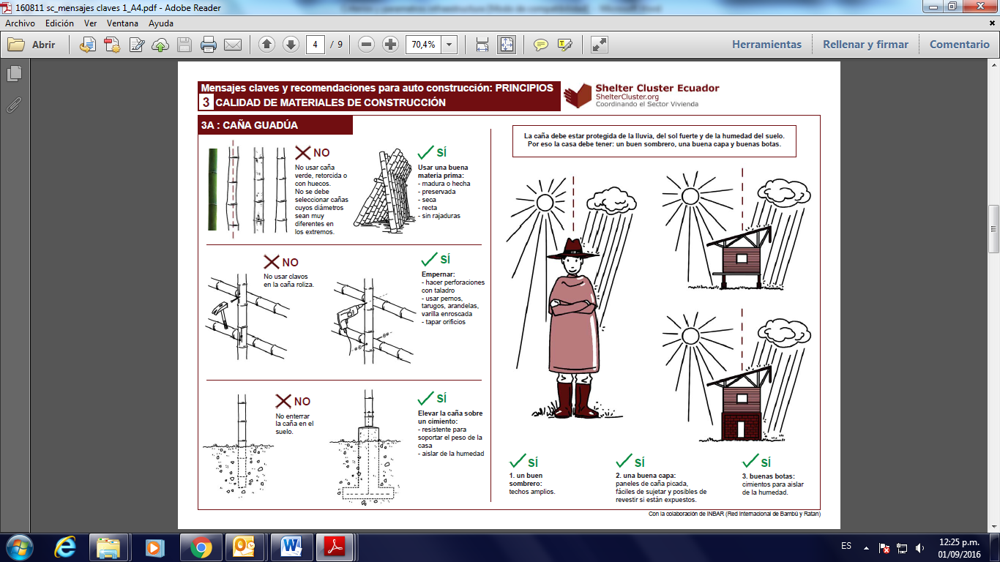 160811 sc_mensajes claves 1_A4.pdf - Adobe Reader
Archivo Edición Ver Ventana Ayuda
Abrir
4 / 9
70,4%
Herramientas Rellenar y firmar Comentario
Mensajes claves y recomendaciones para auto construcción: PRINCIPIOS
3 CALIDAD DE MATERIALES DE CONSTRUCCIÓN
Shelter Cluster Ecuador
ShelterCluster.org
Coordinando el Sector Vivienda
3A : CAÑA GUADÚA
NO
No usar caña
verde, retorcida o
con huecos.
No se debe
seleccionar cañas
cuyos diámetros
sean muy
diferentes en
los extremos.
SÍ
Usar una buena
materia prima:
- madura o hecha
- preservada
- seca
- recta
- sin rajaduras
NO
No usar clavos
en la caña roliza.
SÍ
Empernar:
- hacer perforaciones
con taladro
- usar pernos,
tarugos, arandelas,
varilla enroscada
- tapar orificios
NO
No enterrar
la caña en el
suelo.
SÍ
Elevar la caña sobre
un cimiento:
- resistente para
soportar el peso de la
casa
- aislar de la humedad
La caña debe estar protegida de la lluvia, del sol fuerte y de la humedad del suelo.
Por eso la casa debe tener: un buen sombrero, una buena capa y buenas botas.
SÍ
1. un buen
sombrero:
techos amplios.
SÍ
2. una buena capa:
paneles de caña picada,
fáciles de sujetar y posibles de
revestir si están expuestos.
SÍ
3. buenas botas:
cimientos para aislar
de la humedad.
Con la colaboración de INBAR (Red Internacional de Bambú y Ratan)
ES
12:25 p.m.
01/09/2016